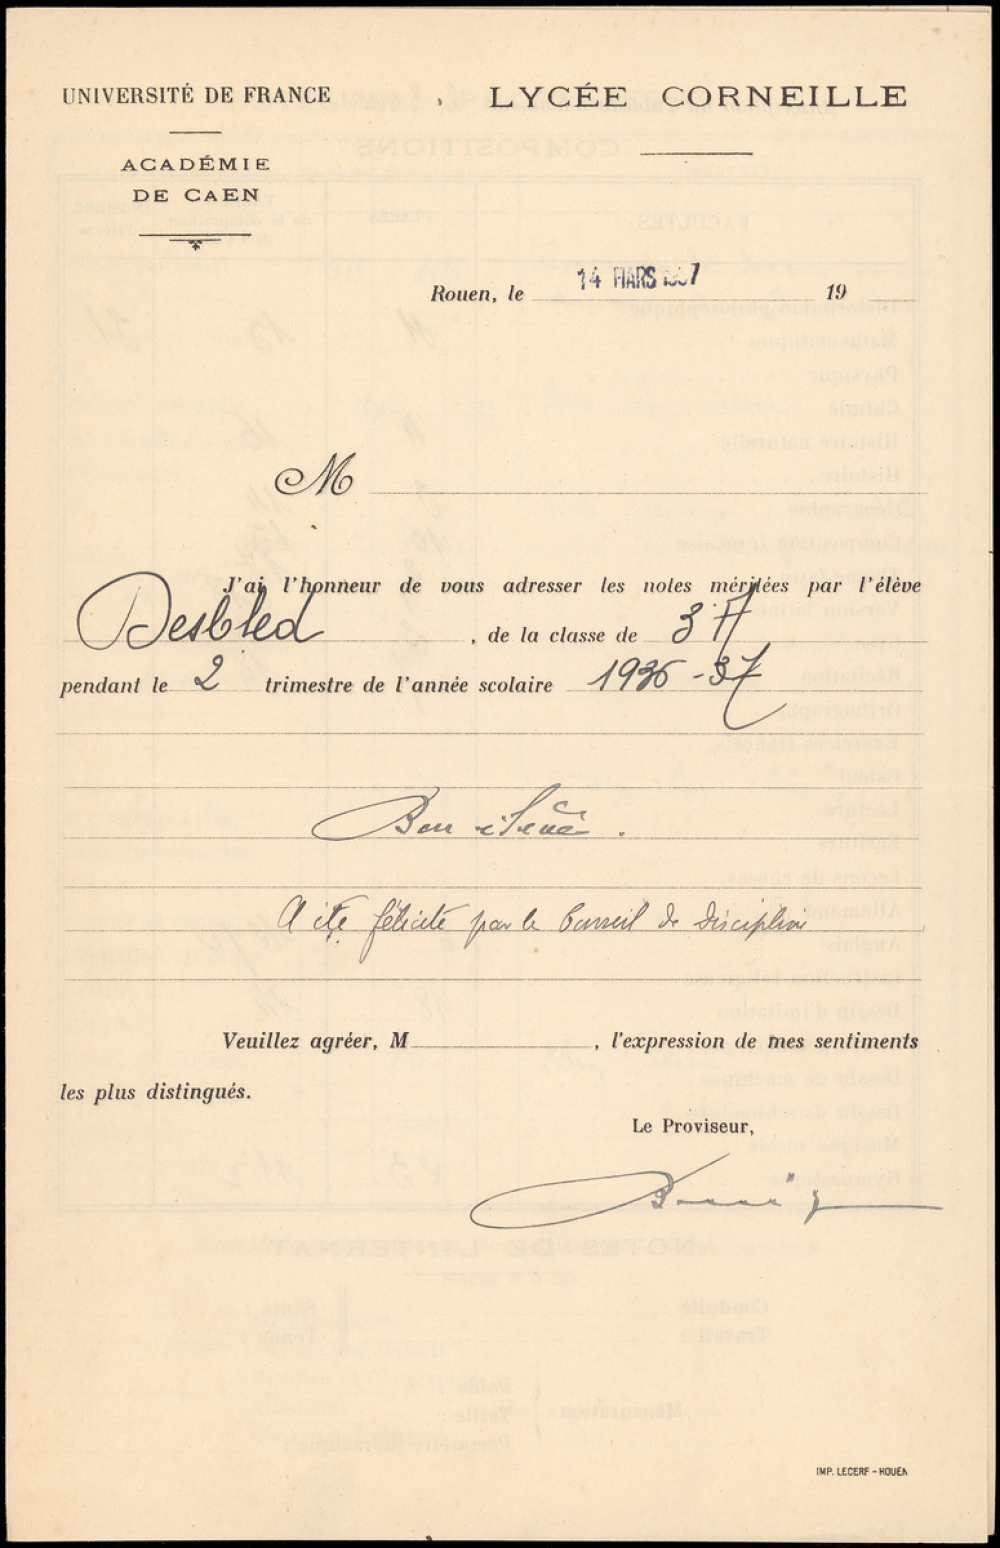 UNIVERSITÉ DE FRANCE
ACADÉMIE
DE CAEN
LYCÉE CORNEILLE
Rouen, le 14 MARS 1937 19
M
J'ai l'honneur de vous adresser les notes méritées par l'élève
Desbled, de la classe de 3 A
pendant le 2 trimestre de l'année scolaire 1936-37
Bon élève.
A été félicité par le Conseil de Discipline
Veuillez agréer, M , l'expression de mes sentiments
les plus distingués.
Le Proviseur,
IMP. LECERF - ROUEN